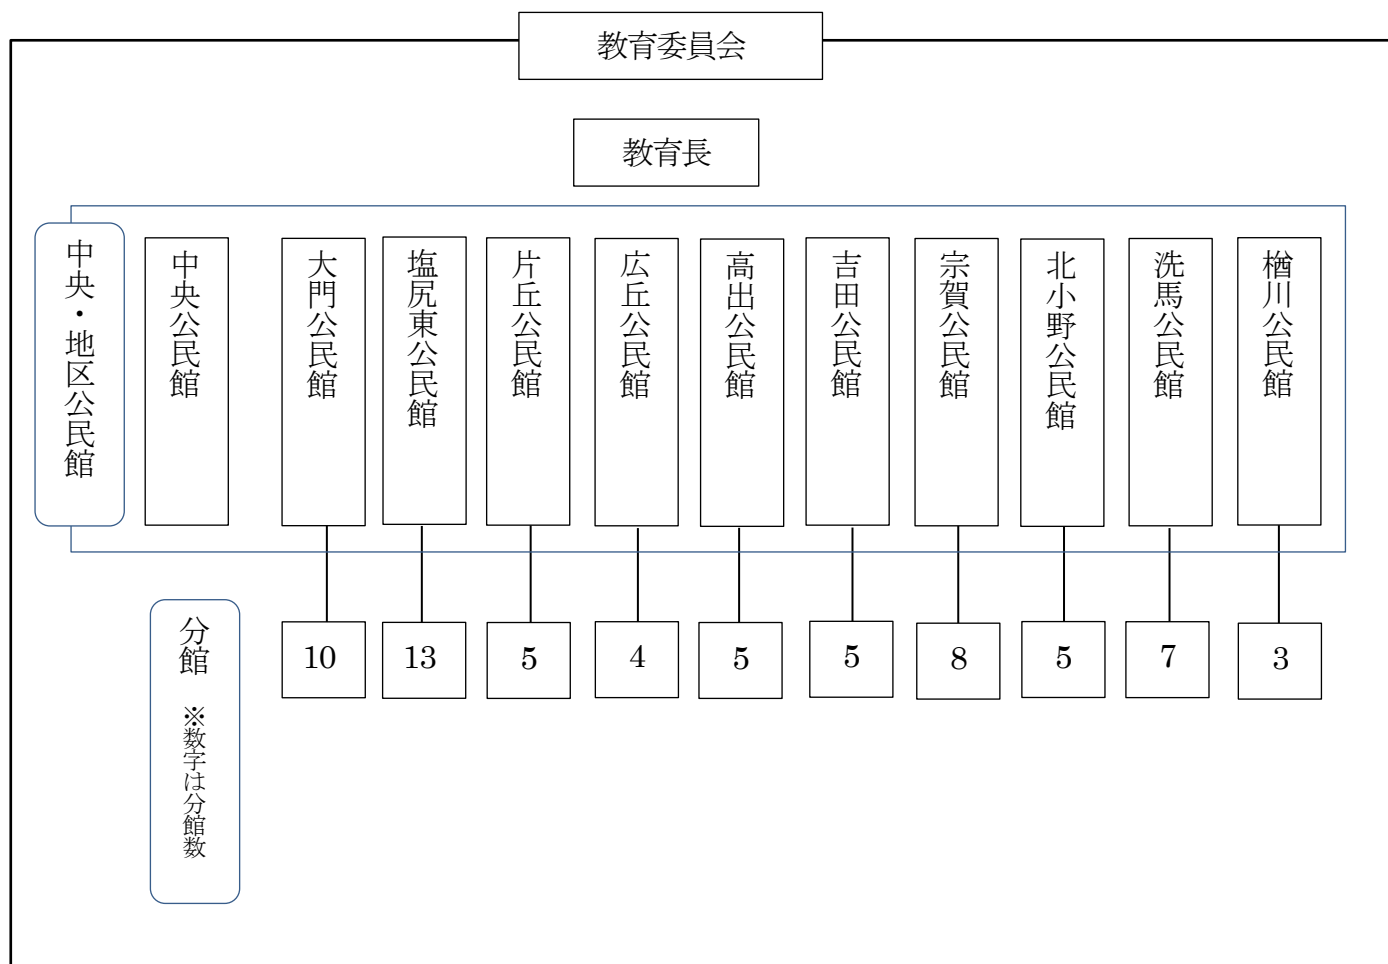 教育委員会
教育長
中央・地区公民館
中央公民館
大門公民館
塩尻東公民館
片丘公民館
広丘公民館
高出公民館
吉田公民館
宗賀公民館
北小野公民館
洗馬公民館
楢川公民館
分館　※数字は分館数
10
13
5
4
5
5
8
5
7
3